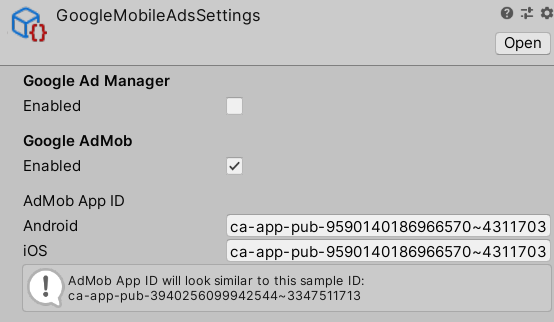 GoogleMobileAdsSettings
Open
Google Ad Manager
Enabled
Google AdMob
Enabled
AdMob App ID
Android ca-app-pub-9590140186966570~4311703
iOS ca-app-pub-9590140186966570~4311703
AdMob App ID will look similar to this sample ID:
ca-app-pub-3940256099942544~3347511713